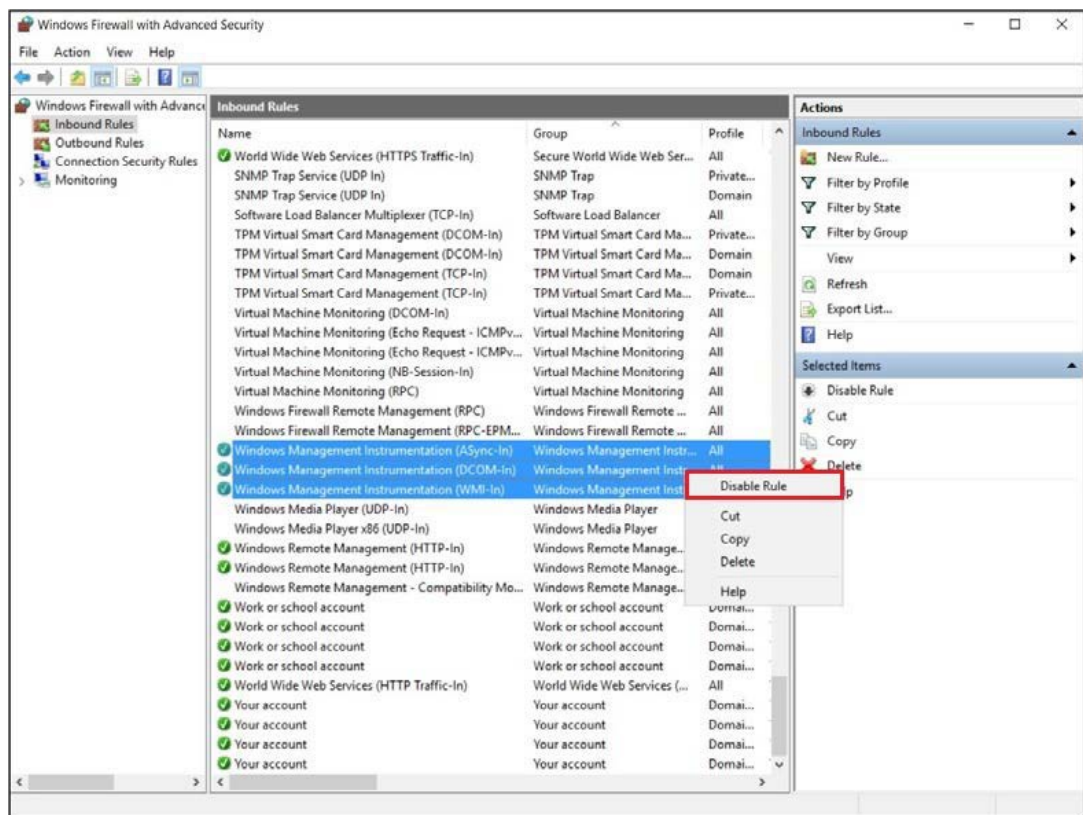 Windows Firewall with Advanced Security
File Action View Help
Windows Firewall with Advance
Inbound Rules
Outbound Rules
Connection Security Rules
Monitoring
Inbound Rules
Name Group Profile
World Wide Web Services (HTTPS Traffic-In) Secure World Wide Web Ser... All
SNMP Trap Service (UDP In) SNMP Trap Private...
SNMP Trap Service (UDP In) SNMP Trap Domain
Software Load Balancer Multiplexer (TCP-In) Software Load Balancer All
TPM Virtual Smart Card Management (DCOM-In) TPM Virtual Smart Card Ma... Private...
TPM Virtual Smart Card Management (DCOM-In) TPM Virtual Smart Card Ma... Domain
TPM Virtual Smart Card Management (TCP-In) TPM Virtual Smart Card Ma... Domain
TPM Virtual Smart Card Management (TCP-In) TPM Virtual Smart Card Ma... Private...
Virtual Machine Monitoring (DCOM-In) Virtual Machine Monitoring All
Virtual Machine Monitoring (Echo Request - ICMPv... Virtual Machine Monitoring All
Virtual Machine Monitoring (Echo Request - ICMPv... Virtual Machine Monitoring All
Virtual Machine Monitoring (NB-Session-In) Virtual Machine Monitoring All
Virtual Machine Monitoring (RPC) Virtual Machine Monitoring All
Windows Firewall Remote Management (RPC) Windows Firewall Remote ... All
Windows Firewall Remote Management (RPC-EPM... Windows Firewall Remote ... All
Windows Management Instrumentation (ASync-In) Windows Management Instr... All
Windows Management Instrumentation (DCOM-In) Windows Management Inst
Windows Management Instrumentation (WMI-In) Windows Management Inst
Windows Media Player (UDP-In) Windows Media Player
Windows Media Player x86 (UDP-In) Windows Media Player
Windows Remote Management (HTTP-In) Windows Remote Manage...
Windows Remote Management (HTTP-In) Windows Remote Manage...
Windows Remote Management - Compatibility Mo... Windows Remote Manage...
Work or school account Work or school account Domai...
Work or school account Work or school account Domai...
Work or school account Work or school account Domai...
Work or school account Work or school account Domai...
World Wide Web Services (HTTP Traffic-In) World Wide Web Services (... All
Your account Your account Domai...
Your account Your account Domai...
Your account Your account Domai...
Your account Your account Domai...
Disable Rule
Cut
Copy
Delete
Help
Actions
Inbound Rules
New Rule...
Filter by Profile
Filter by State
Filter by Group
View
Refresh
Export List...
Help
Selected Items
Disable Rule
Cut
Copy
Delete